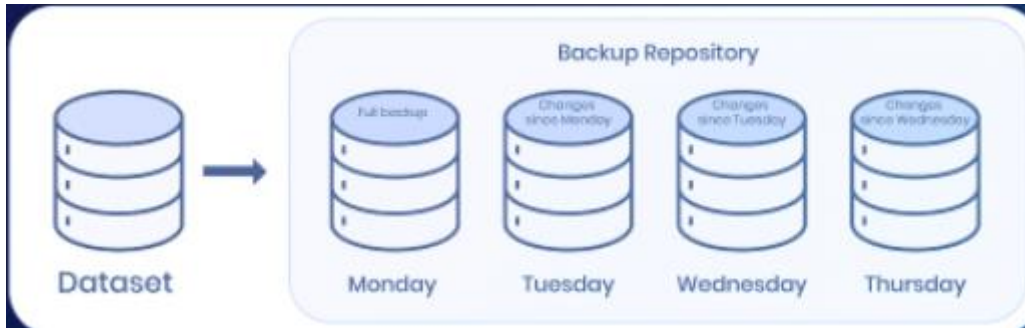 Backup Repository
Full backup
Changes
since Monday
Changes
since Tuesday
Changes
since Wednesday
Dataset
Monday
Tuesday
Wednesday
Thursday